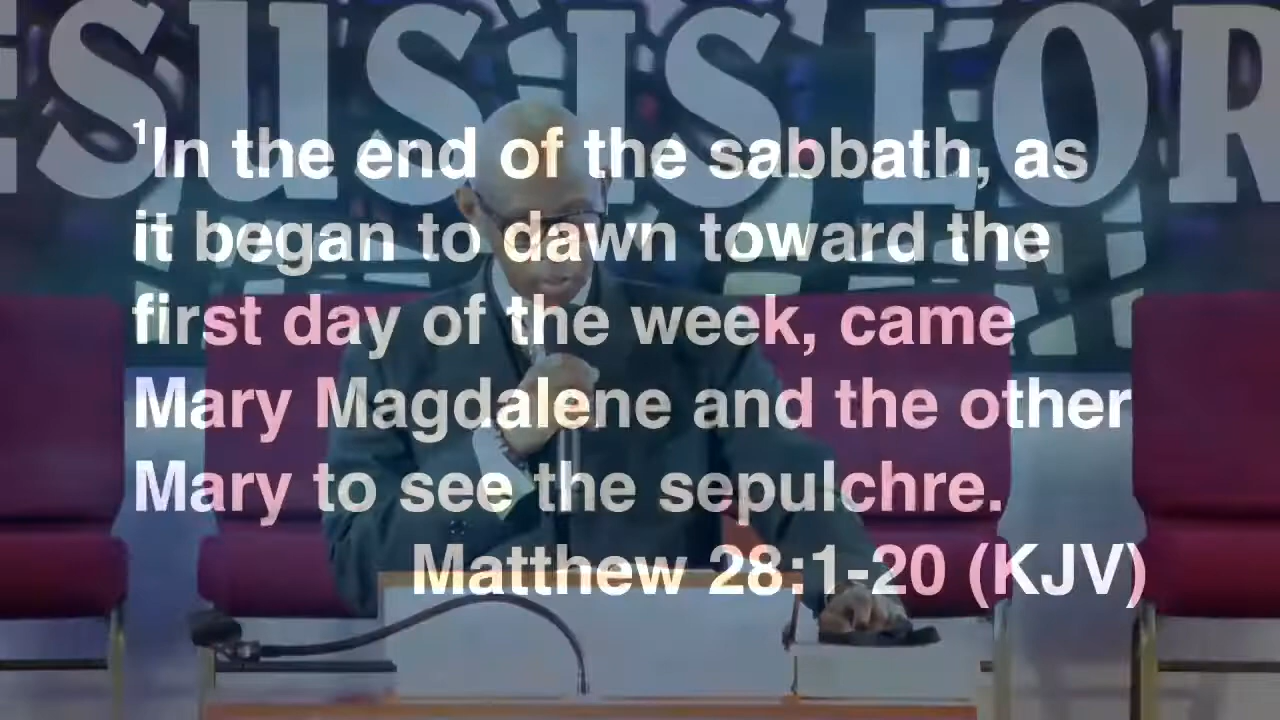 ESUS IS LOR
¹In the end of the sabbath, as
it began to dawn toward the
first day of the week, came
Mary Magdalene and the other
Mary to see the sepulchre.
Matthew 28:1-20 (KJV)